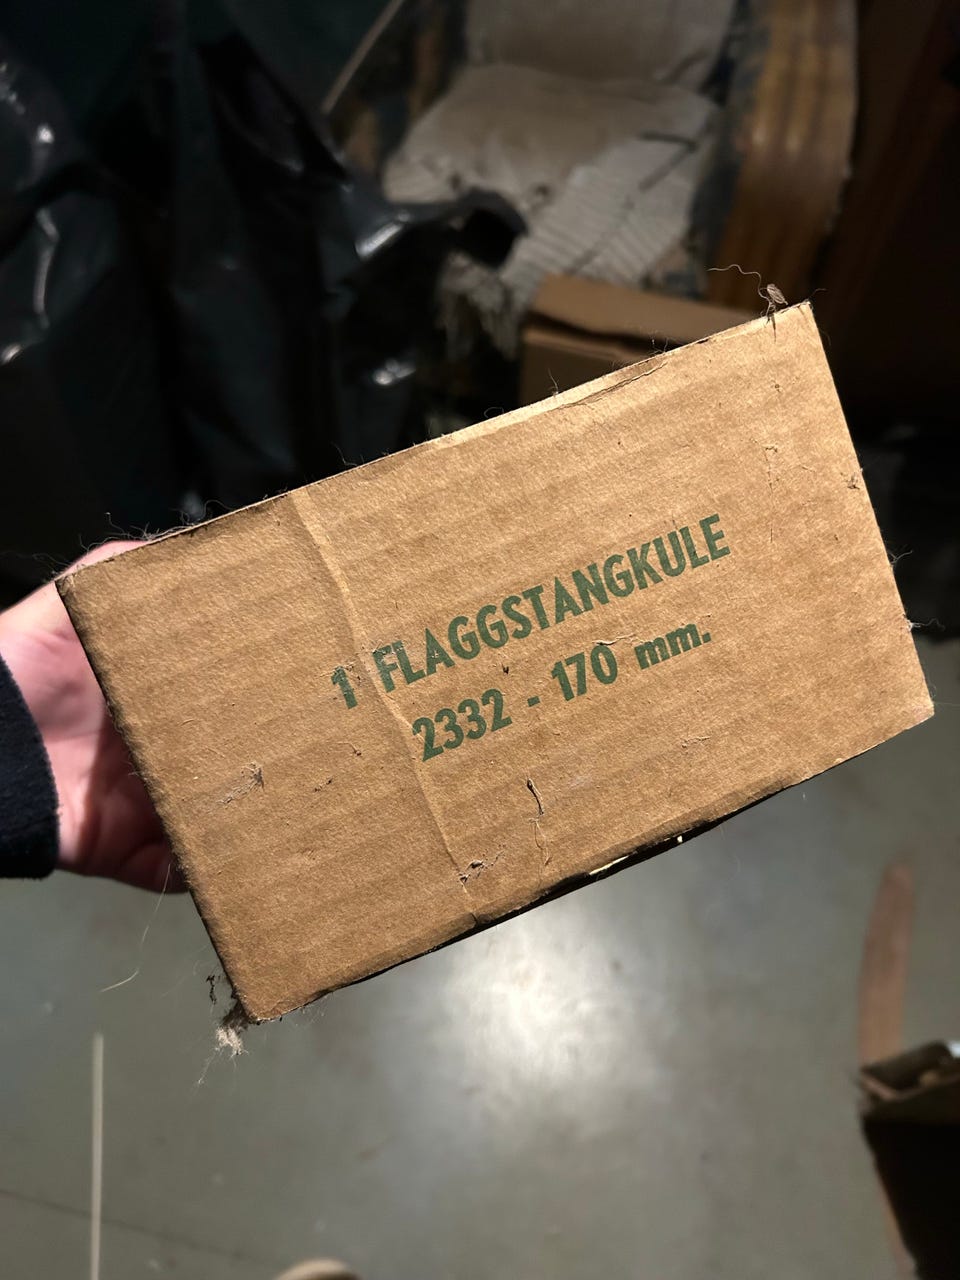 1 FLAGGSTANGKULE
2332 - 170 mm.